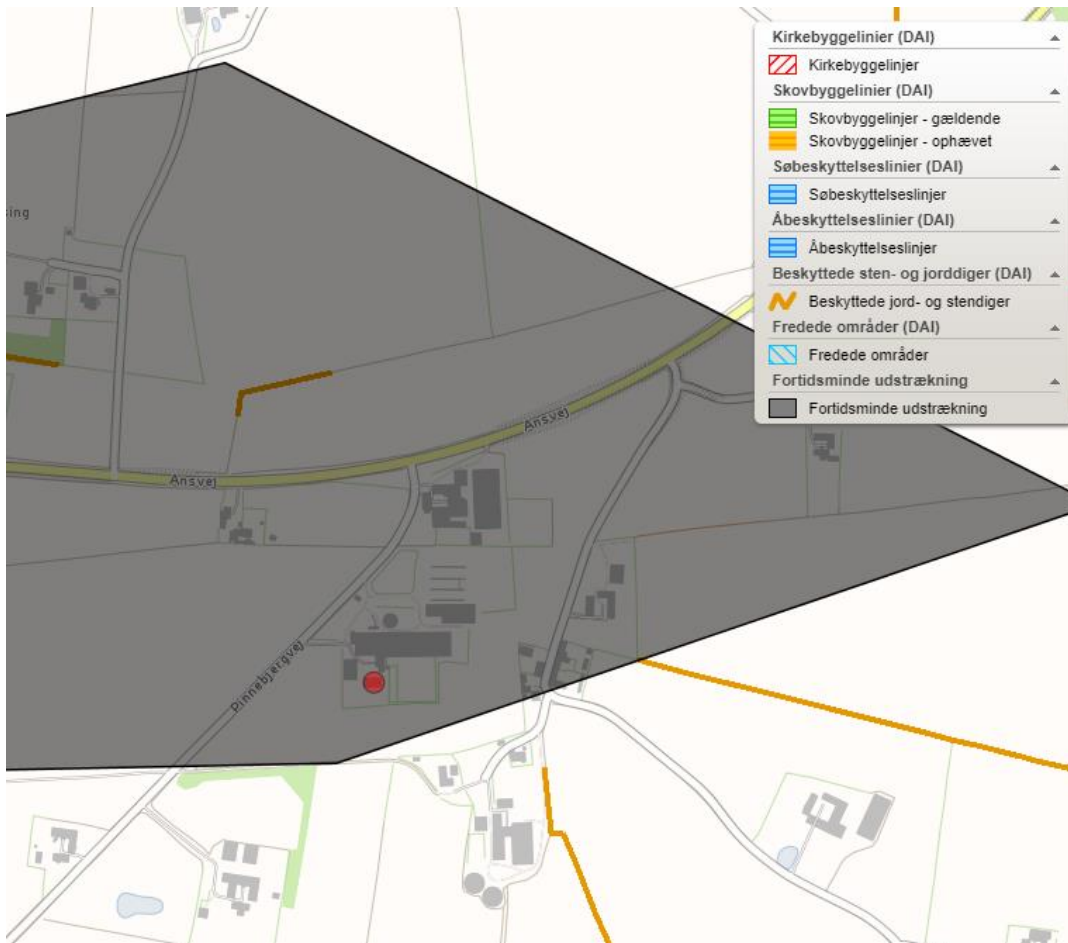 Kirkebyggelinier (DAI)
Kirkebyggelinjer
Skovbyggelinier (DAI)
Skovbyggelinjer - gældende
Skovbyggelinjer - ophævet
Søbeskyttelseslinier (DAI)
Søbeskyttelseslinjer
Åbeskyttelseslinier (DAI)
Åbeskyttelseslinjer
Beskyttede sten- og jorddiger (DAI)
Beskyttede jord- og stendiger
Fredede områder (DAI)
Fredede områder
Fortidsminde udstrækning
Fortidsminde udstrækning
sing
Ansvej
Ansvej
Pinnebjergvej